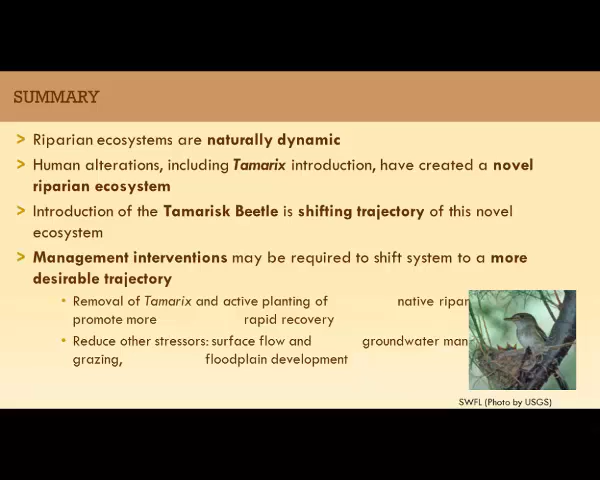 SUMMARY
> Riparian ecosystems are naturally dynamic
> Human alterations, including Tamarix introduction, have created a novel
riparian ecosystem
> Introduction of the Tamarisk Beetle is shifting trajectory of this novel
ecosystem
> Management interventions may be required to shift system to a more
desirable trajectory
• Removal of Tamarix and active planting of native
promote more rapid recovery
• Reduce other stressors: surface flow and groundwater
grazing, floodplain development
SWFL (Photo by USGS)